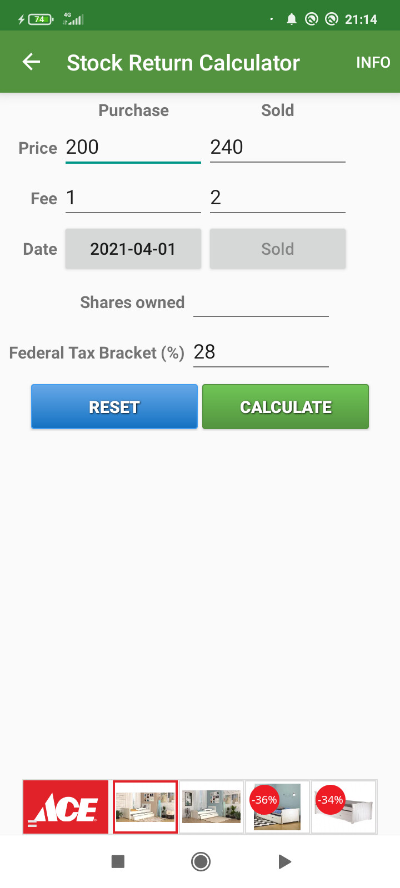 74
4G
21:14
Stock Return Calculator INFO
Purchase Sold
Price 200 240
Fee 1 2
Date 2021-04-01 Sold
Shares owned
Federal Tax Bracket (%) 28
RESET CALCULATE
ACE -36% -34%